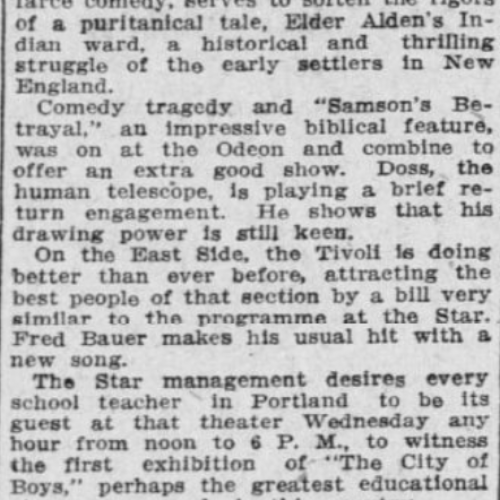 farce comedy, serves to soften the rigors
of a puritanical tale, Elder Alden's In-
dian ward, a historical and thrilling
struggle of the early settlers in New
England.
Comedy tragedy and "Samson's Be-
trayal," an impressive biblical feature,
was on at the Odeon and combine to
offer an extra good show. Doss, the
human telescope, is playing a brief re-
turn engagement. He shows that his
drawing power is still keen.
On the East Side, the Tivoli is doing
better than ever before, attracting the
best people of that section by a bill very
similar to the programme at the Star.
Fred Bauer makes his usual hit with a
new song.
The Star management desires every
school teacher in Portland to be its
guest at that theater Wednesday any
hour from noon to 6 P. M., to witness
the first exhibition of "The City of
Boys," perhaps the greatest educational